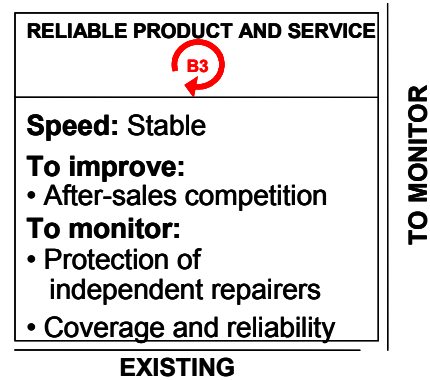 RELIABLE PRODUCT AND SERVICE
B3
Speed: Stable
To improve:
• After-sales competition
To monitor:
• Protection of
independent repairers
• Coverage and reliability
EXISTING
TO MONITOR